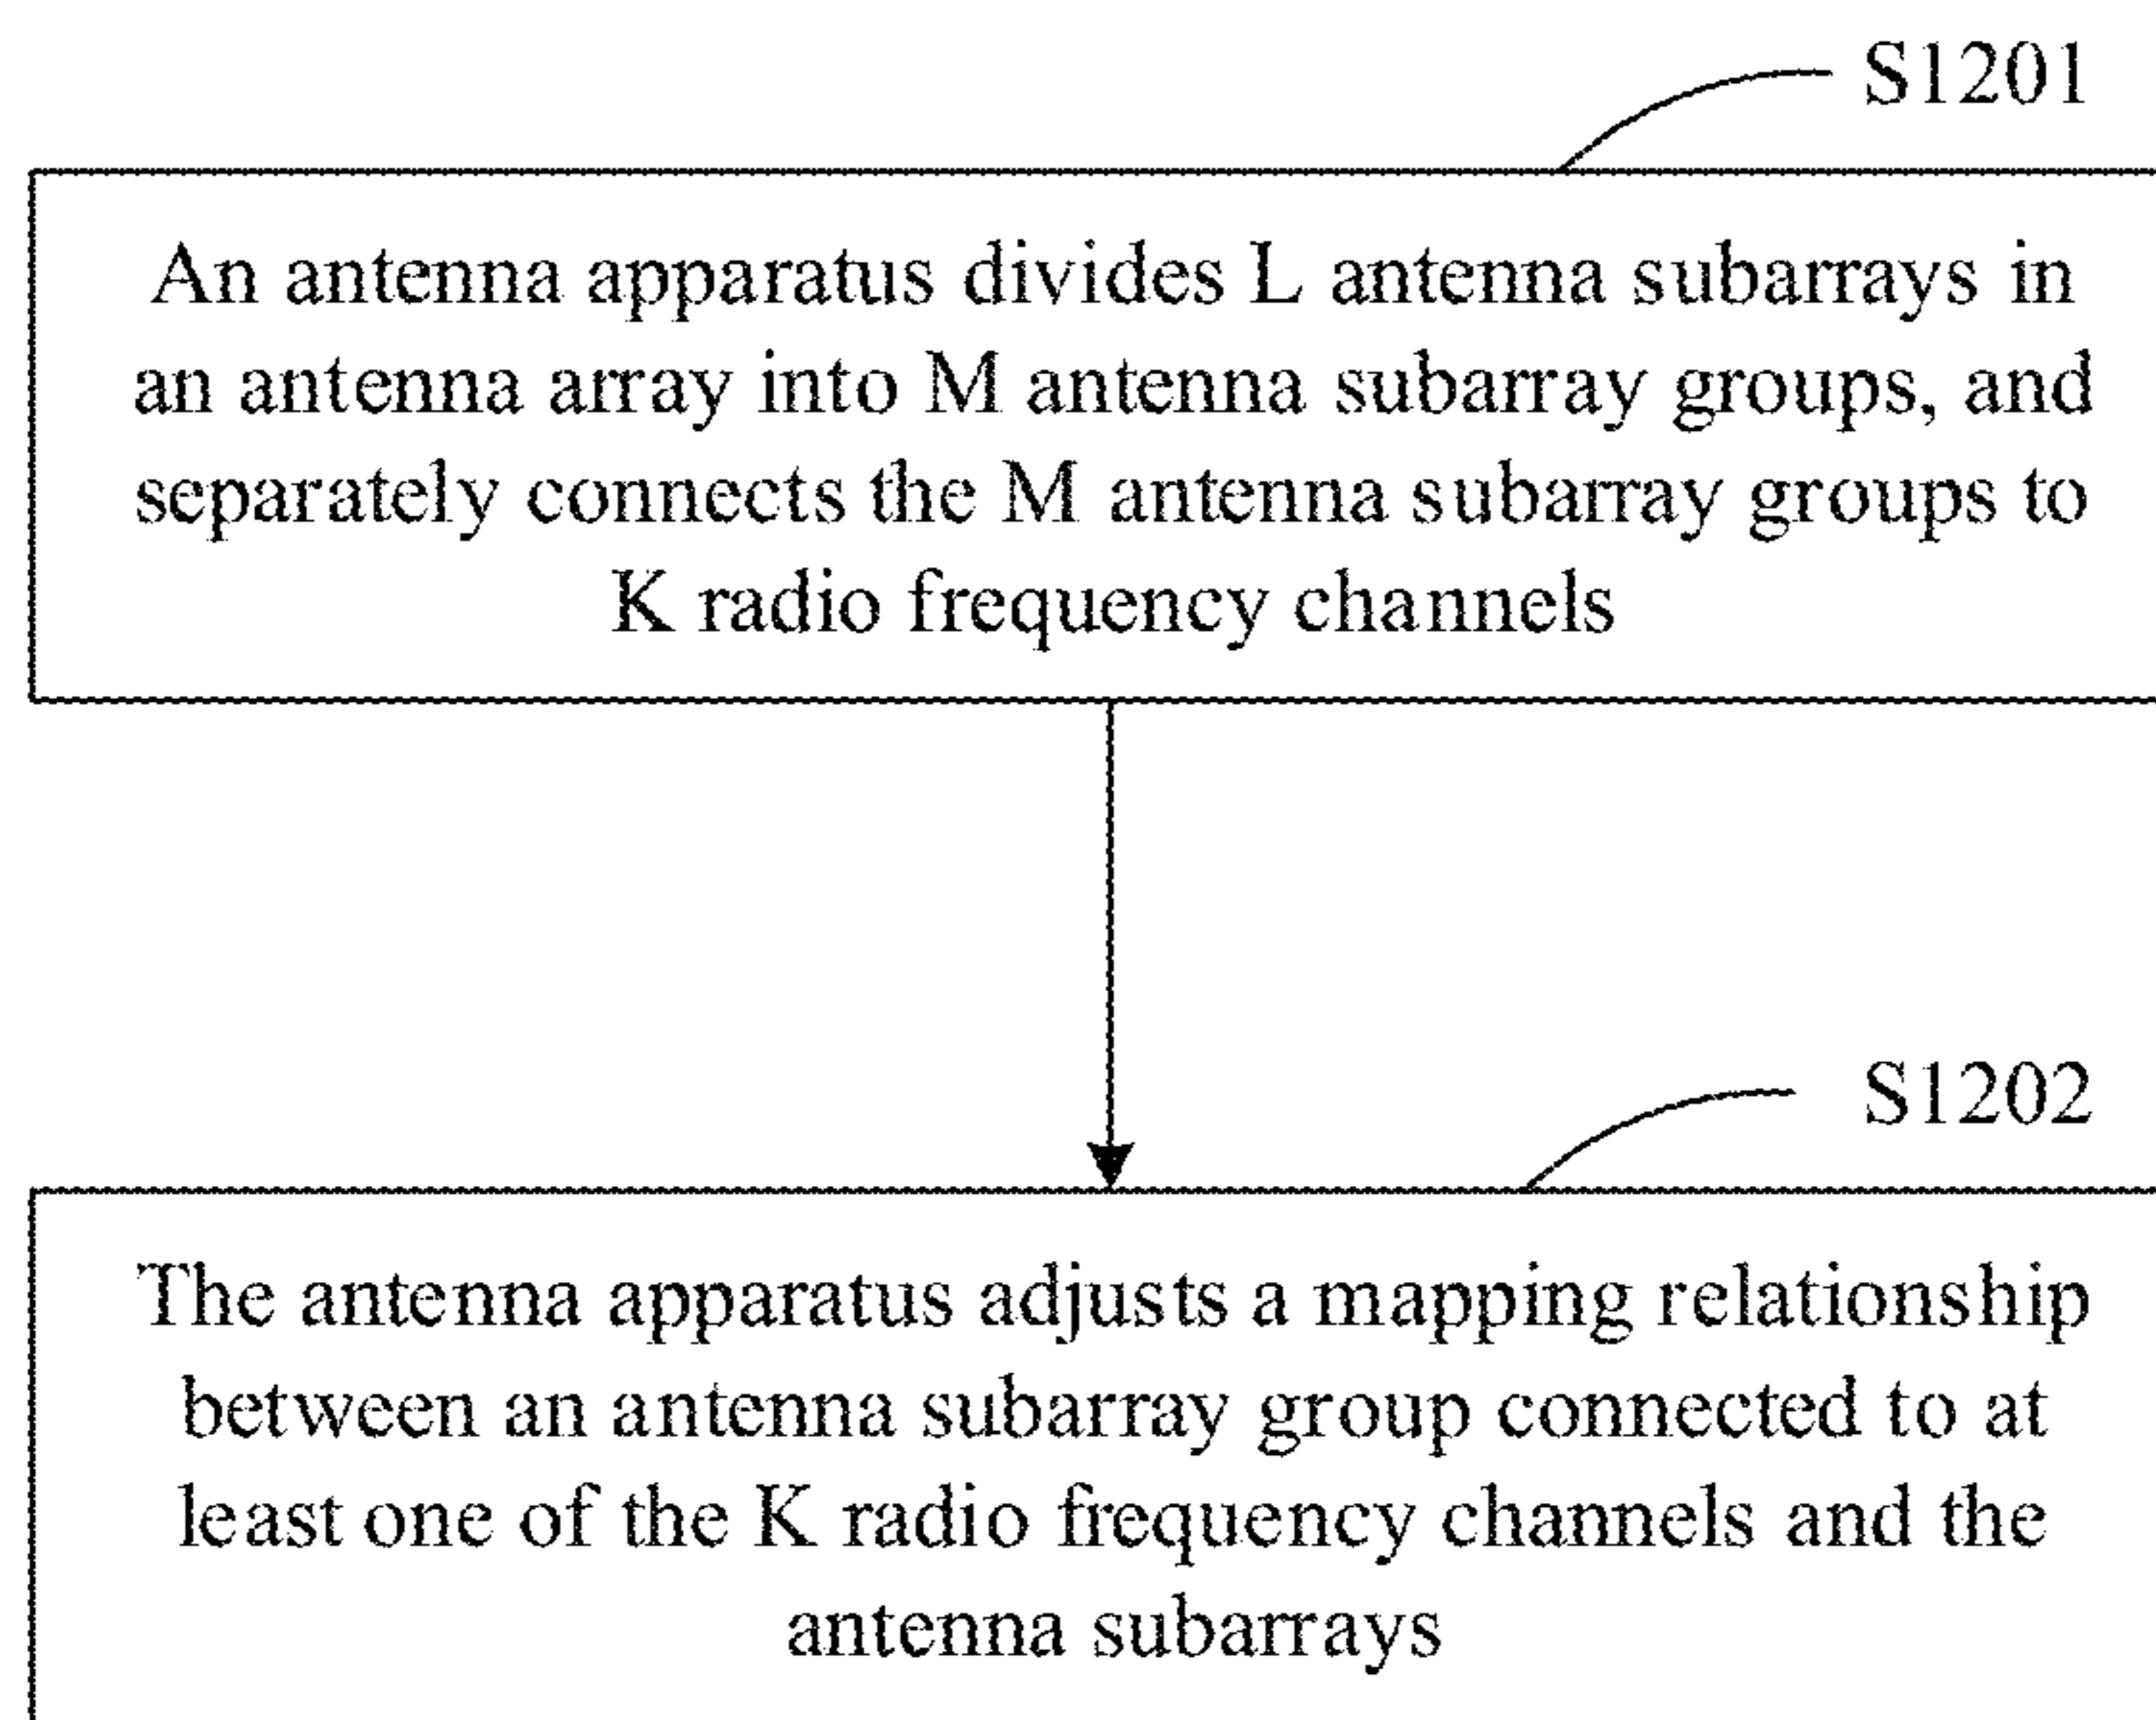 S1201
An antenna apparatus divides L antenna subarrays in
an antenna array into M antenna subarray groups, and
separately connects the M antenna subarray groups to
K radio frequency channels
S1202
The antenna apparatus adjusts a mapping relationship
between an antenna subarray group connected to at
least one of the K radio frequency channels and the
antenna subarrays